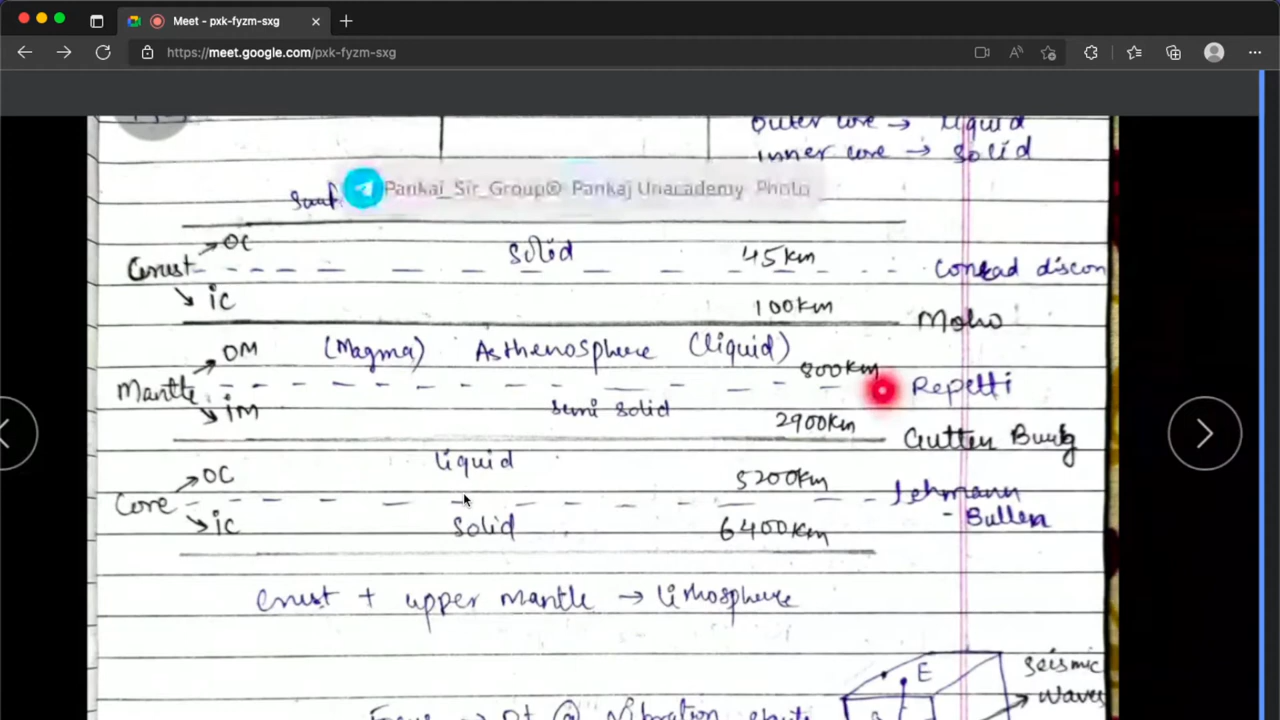 Meet - pxk-fyzm-sxg
https://meet.google.com/pxk-fyzm-sxg
outer core → liquid
inner core → solid
Pankaj_Sir_Group® Pankaj Unacademy Photo
OC solid 45km
Crust Conrad discon
iC 100km
Moho
OM (Magma) Asthenosphere (liquid)
800km
Mantle Repetti
iM semi solid 2900km
Gutten Burg
OC liquid 5200km
Core Lehmann
- Bullen
iC solid 6400km
crust + upper mantle → lithosphere
E seismic
waves
Focus → pt @ vibration